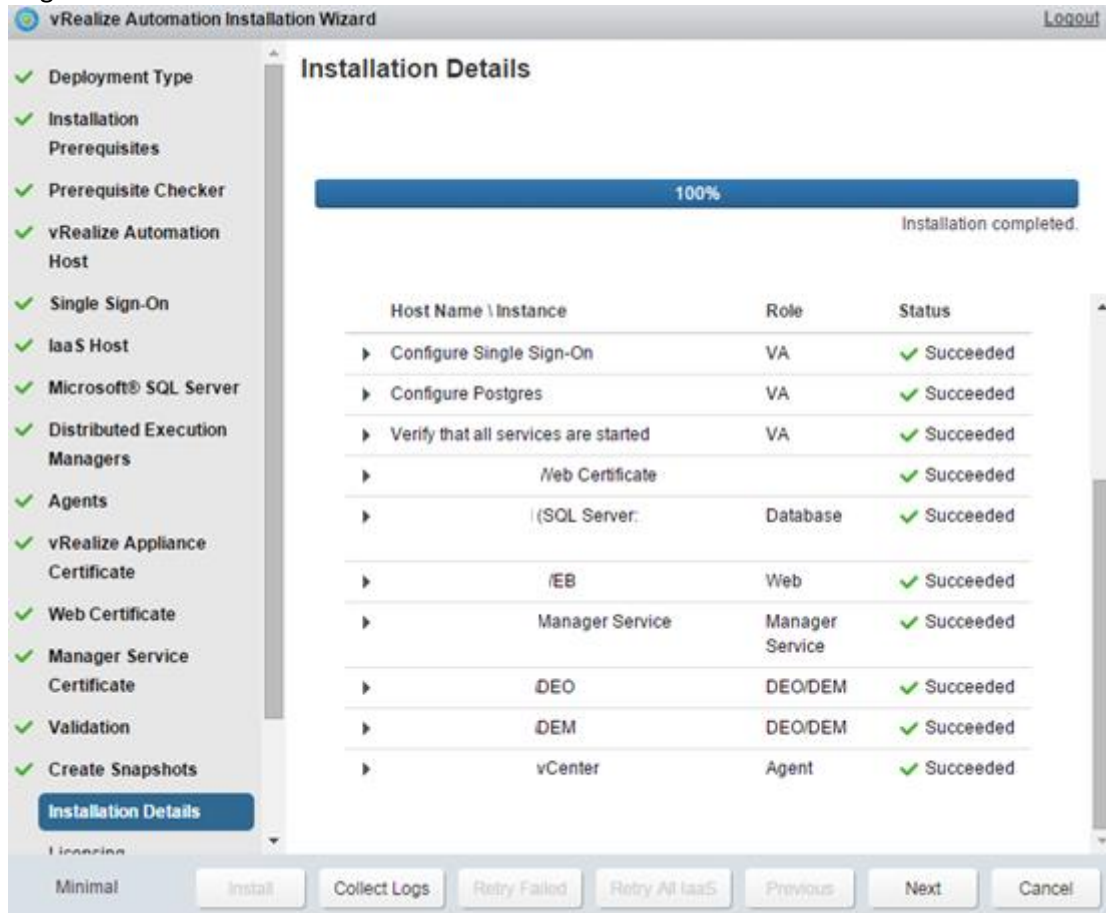 vRealize Automation Installation Wizard
Logout
Deployment Type
Installation
Prerequisites
Prerequisite Checker
vRealize Automation
Host
Single Sign-On
IaaS Host
Microsoft® SQL Server
Distributed Execution
Managers
Agents
vRealize Appliance
Certificate
Web Certificate
Manager Service
Certificate
Validation
Create Snapshots
Installation Details
Licensing
Installation Details
100%
Installation completed.
Host Name \ Instance Role Status
Configure Single Sign-On VA Succeeded
Configure Postgres VA Succeeded
Verify that all services are started VA Succeeded
Web Certificate Succeeded
(SQL Server: Database Succeeded
/EB Web Succeeded
Manager Service Manager Service Succeeded
DEO DEO/DEM Succeeded
DEM DEO/DEM Succeeded
vCenter Agent Succeeded
Minimal Install Collect Logs Retry Failed Retry All IaaS Previous Next Cancel